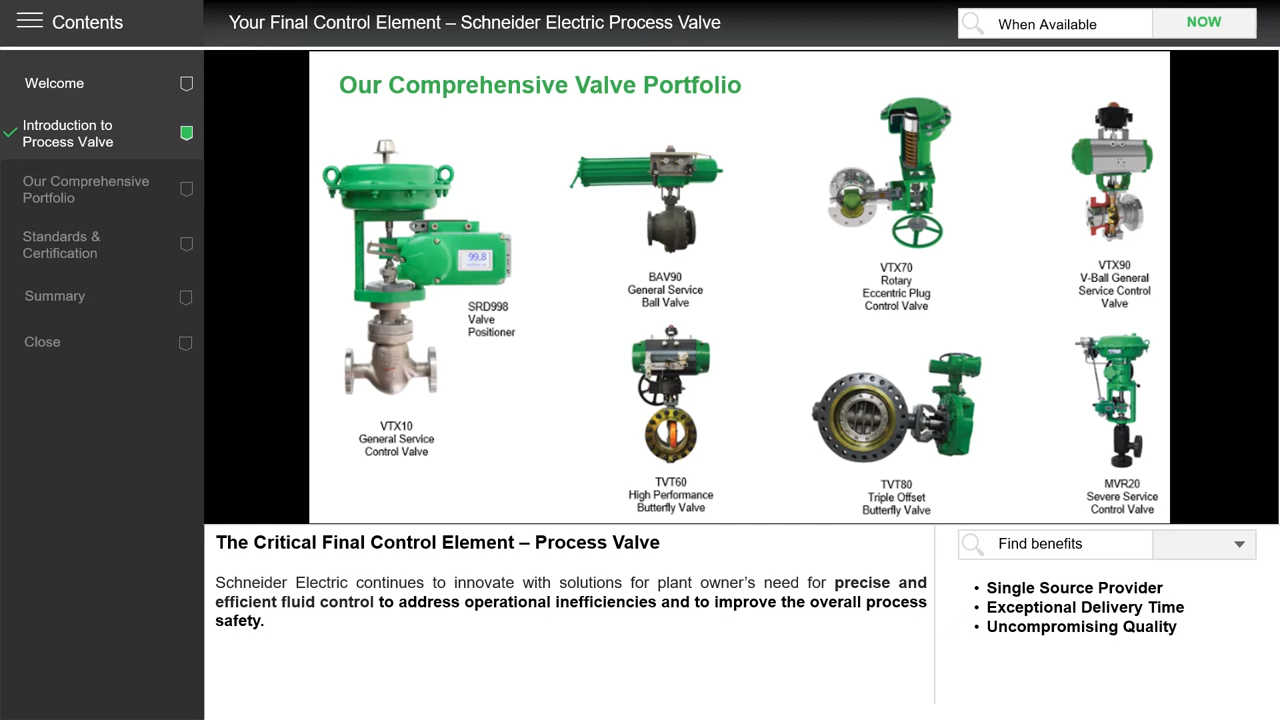 Contents
Your Final Control Element – Schneider Electric Process Valve
When Available
NOW
Welcome
Introduction to
Process Valve
Our Comprehensive
Portfolio
Standards &
Certification
Summary
Close
Our Comprehensive Valve Portfolio
99.8
SRD998
Valve
Positioner
VTX10
General Service
Control Valve
BAV90
General Service
Ball Valve
VTX70
Rotary
Eccentric Plug
Control Valve
VTX90
V-Ball General
Service Control
Valve
TVT60
High Performance
Butterfly Valve
TVT80
Triple Offset
Butterfly Valve
MVR20
Severe Service
Control Valve
The Critical Final Control Element – Process Valve
Schneider Electric continues to innovate with solutions for plant owner's need for precise and
efficient fluid control to address operational inefficiencies and to improve the overall process
safety.
Find benefits
• Single Source Provider
• Exceptional Delivery Time
• Uncompromising Quality